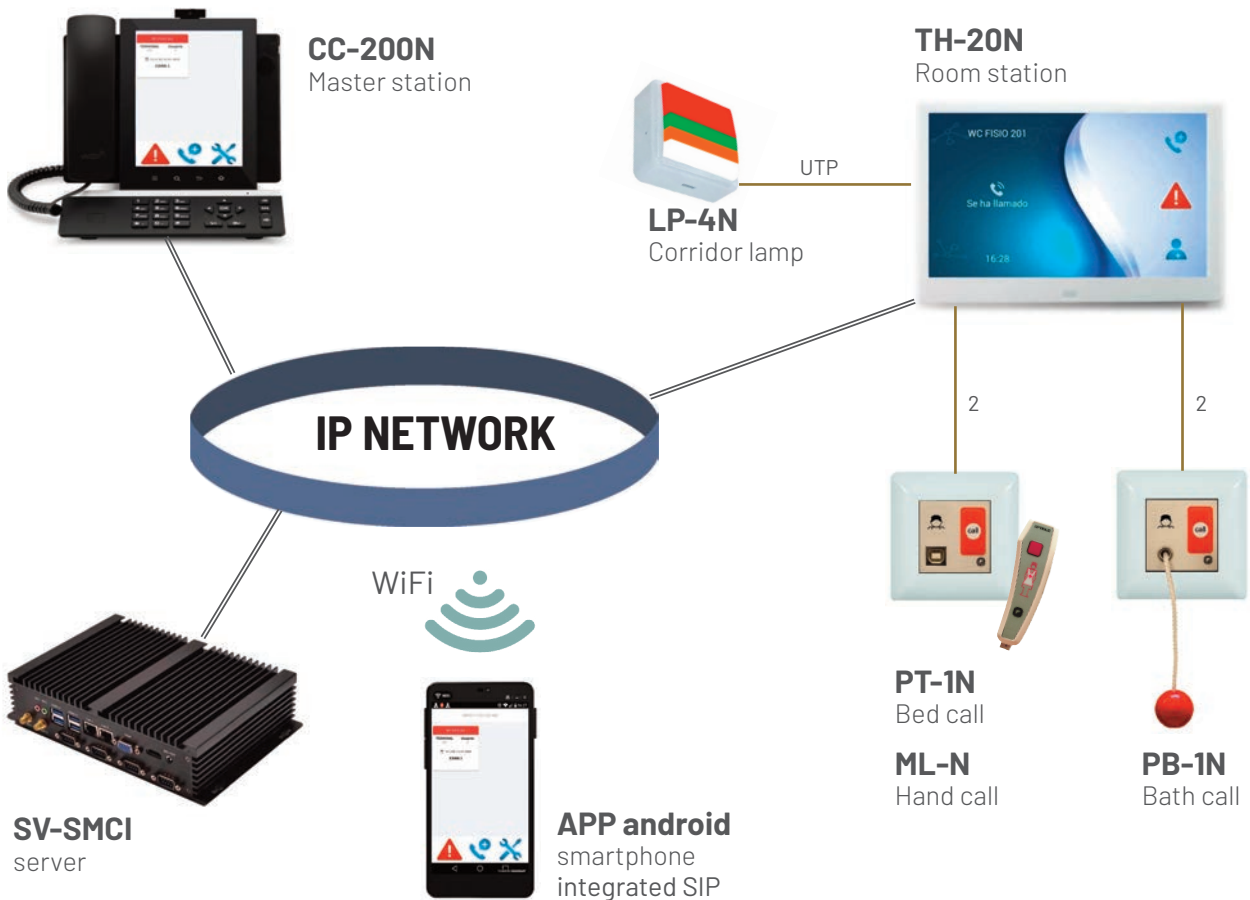 CC-200N
Master station
TH-20N
Room station
WC FISIO 201
Se ha llamado
16:28
UTP
LP-4N
Corridor lamp
IP NETWORK
2
2
call
call
WiFi
PT-1N
Bed call
ML-N
Hand call
PB-1N
Bath call
SV-SMCI
server
APP android
smartphone
integrated SIP